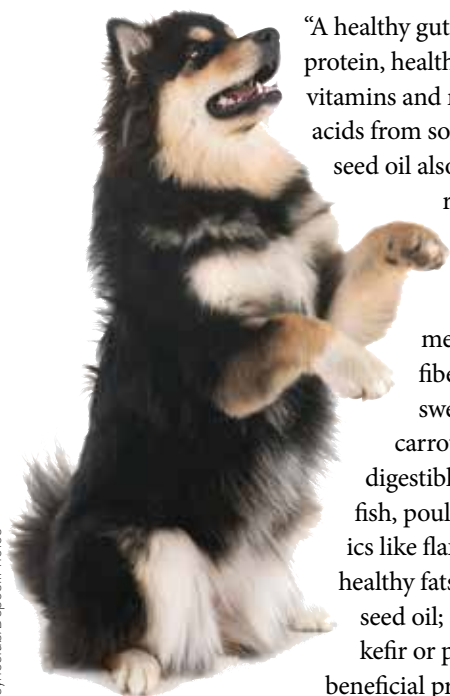 “A healthy gut
protein, health
vitamins and
acids from so
seed oil also
me
fibe
swe
carro
digestibl
fish, poul
ics like fla
healthy fats
seed oil;
kefir or p
beneficial pr